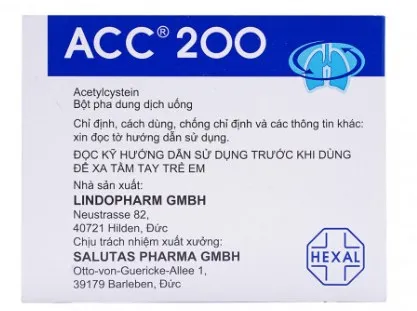 ACC® 200
Acetylcystein
Bột pha dung dịch uống
Chỉ định, cách dùng, chống chỉ định và các thông tin khác:
xin đọc tờ hướng dẫn sử dụng.
ĐỌC KỸ HƯỚNG DẪN SỬ DỤNG TRƯỚC KHI DÙNG
ĐỂ XA TẦM TAY TRẺ EM
Nhà sản xuất:
LINDOPHARM GMBH
Neustrasse 82,
40721 Hilden, Đức
Chịu trách nhiệm xuất xưởng:
SALUTAS PHARMA GMBH
Otto-von-Guericke-Allee 1,
39179 Barleben, Đức
HEXAL